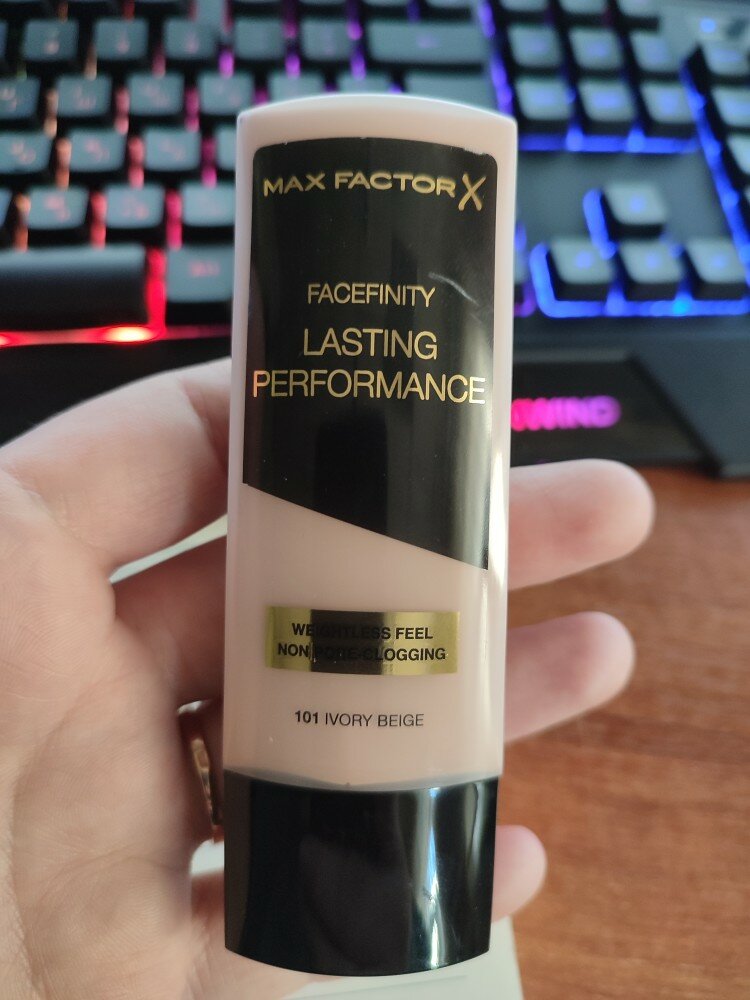 MAX FACTOR X
FACEFINITY
LASTING
PERFORMANCE
WEIGHTLESS FEEL
NON PORE-CLOGGING
101 IVORY BEIGE